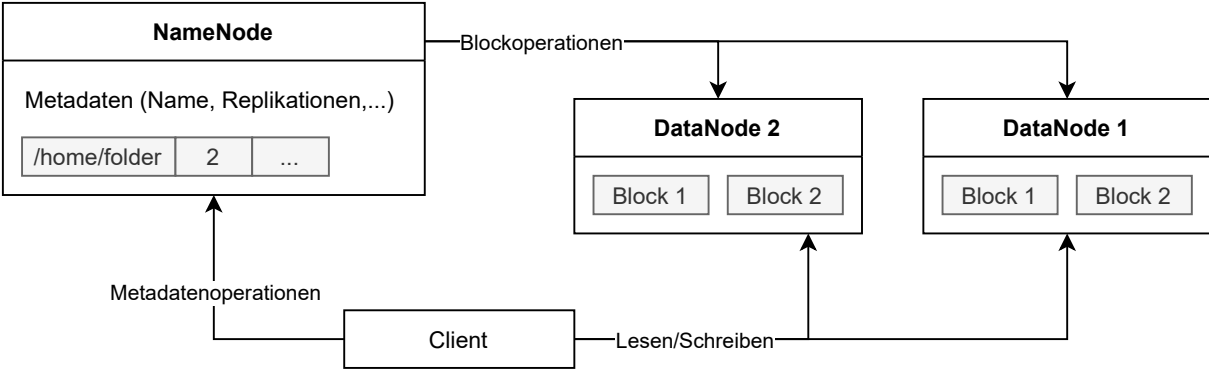 NameNode
Metadaten (Name, Replikationen,...)
/home/folder 2 ...
Blockoperationen
DataNode 2
Block 1 Block 2
DataNode 1
Block 1 Block 2
Metadatenoperationen
Client
Lesen/Schreiben